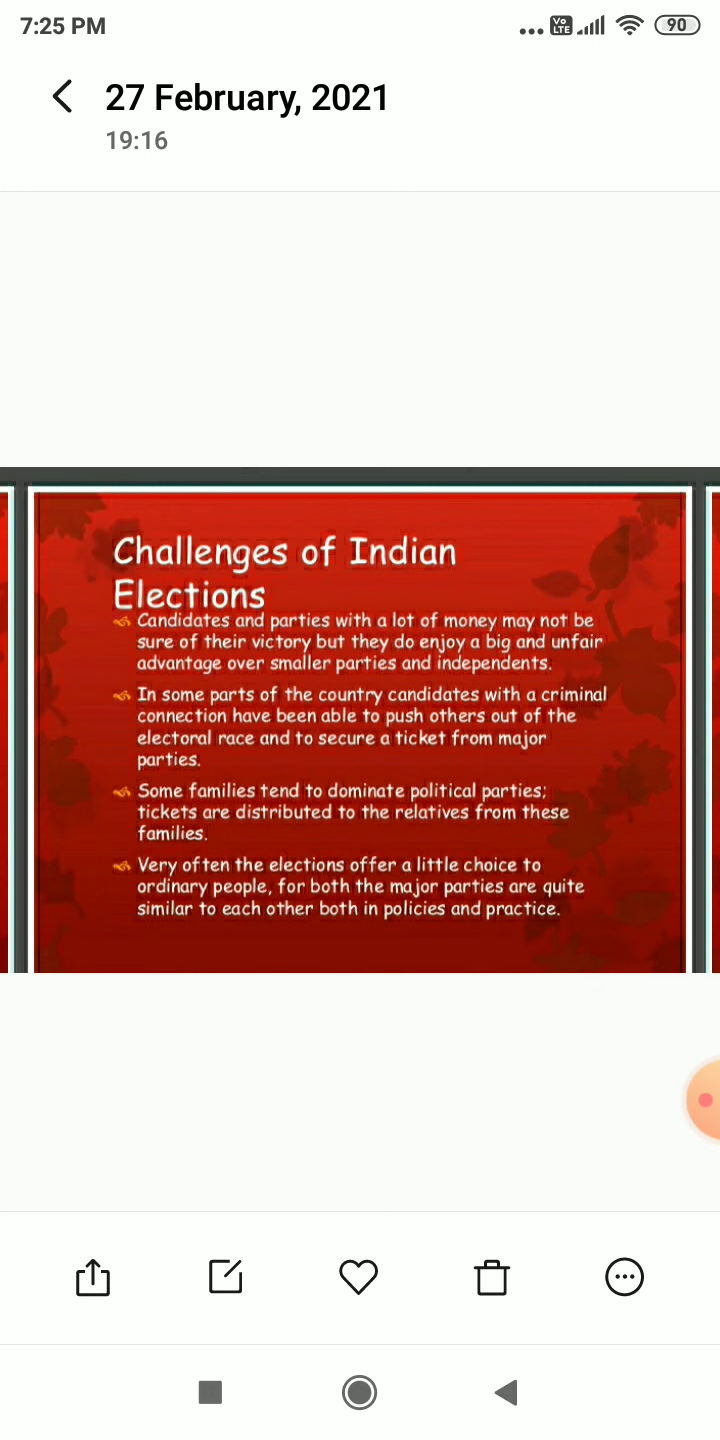 7:25 PM
Vo LTE
90
27 February, 2021
19:16
Challenges of Indian
Elections
Candidates and parties with a lot of money may not be
sure of their victory but they do enjoy a big and unfair
advantage over smaller parties and independents.
In some parts of the country candidates with a criminal
connection have been able to push others out of the
electoral race and to secure a ticket from major
parties.
Some families tend to dominate political parties;
tickets are distributed to the relatives from these
families.
Very often the elections offer a little choice to
ordinary people, for both the major parties are quite
similar to each other both in policies and practice.